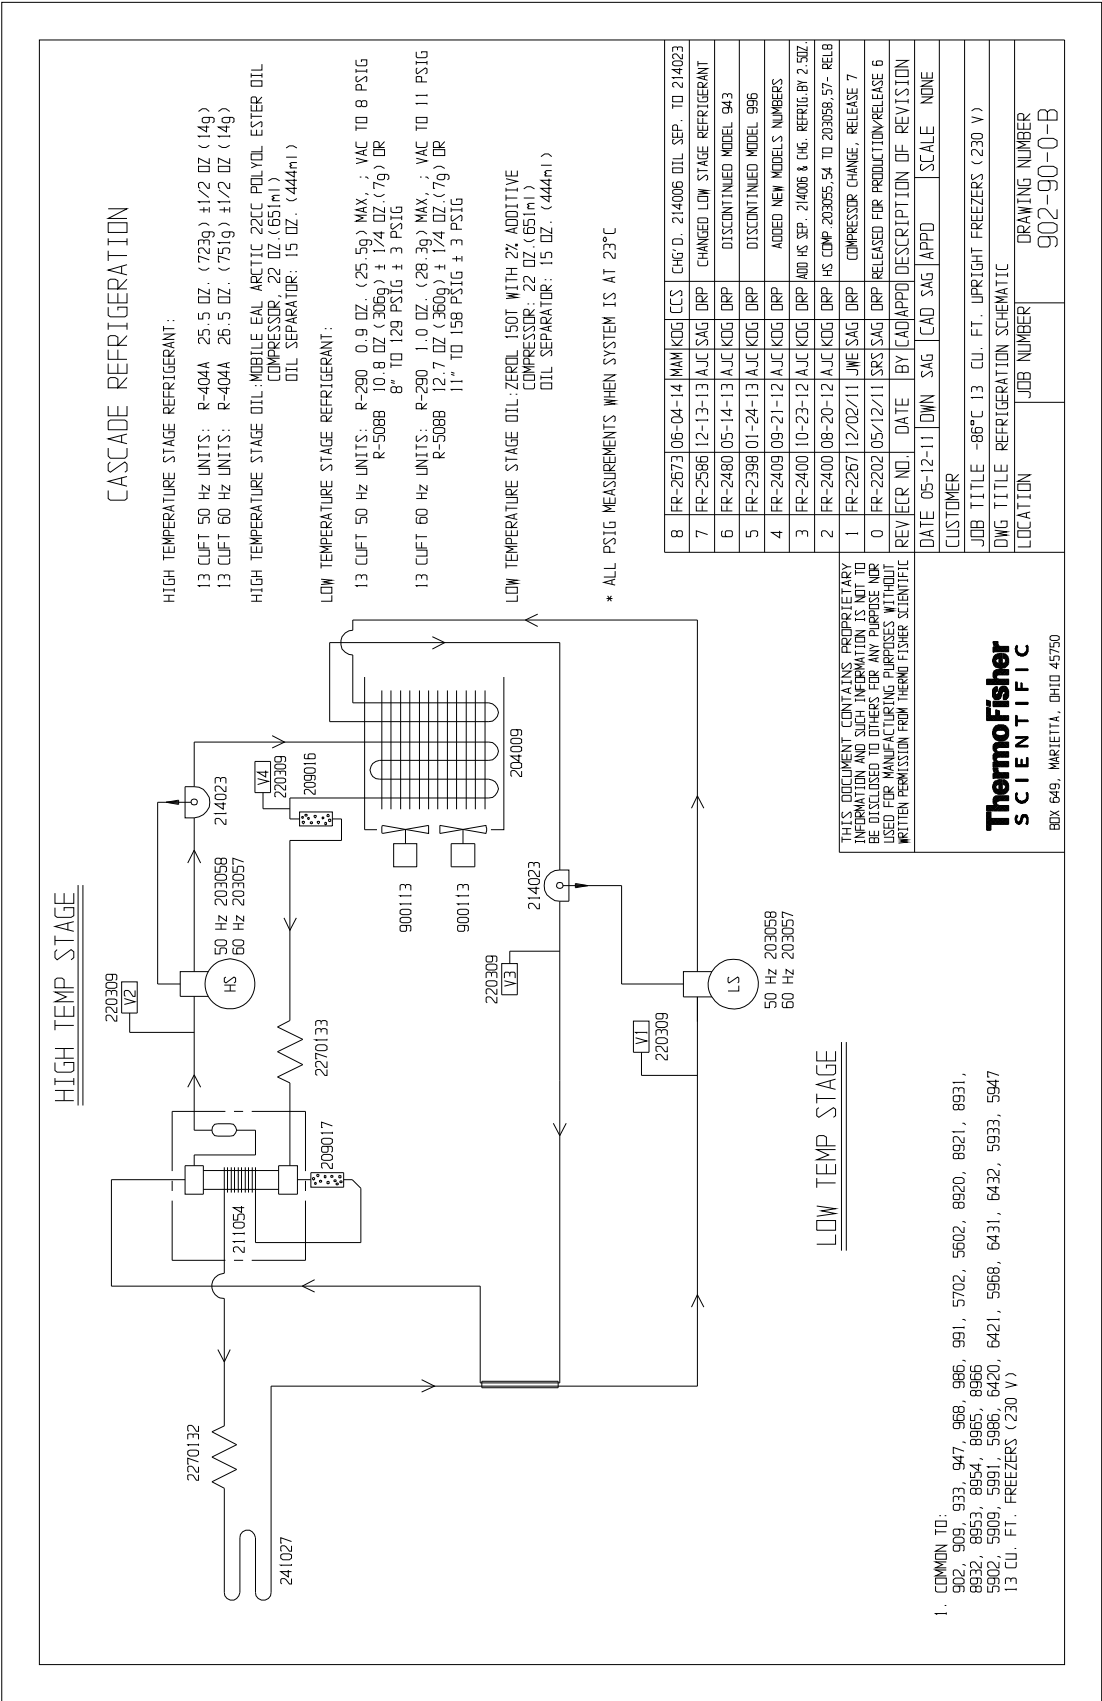 CASCADE REFRIGERATION
HIGH TEMPERATURE STAGE REFRIGERANT:
13 CUFT 50 Hz UNITS: R-404A 25.5 OZ. (723g) ±1/2 OZ (14g)
13 CUFT 60 Hz UNITS: R-404A 26.5 OZ. (751g) ±1/2 OZ (14g)
HIGH TEMPERATURE STAGE OIL:MOBILE EAL ARCTIC 22CC POLYOL ESTER OIL
COMPRESSOR, 22 OZ.(651ml)
OIL SEPARATOR: 15 OZ. (444ml)
LOW TEMPERATURE STAGE REFRIGERANT:
13 CUFT 50 Hz UNITS: R-290 0.9 OZ. (25.5g) MAX, ; VAC TO 8 PSIG
R-508B 10.8 OZ (306g) ± 1/4 OZ.(7g) OR
8" TO 129 PSIG ± 3 PSIG
13 CUFT 60 Hz UNITS: R-290 1.0 OZ. (28.3g) MAX, ; VAC TO 11 PSIG
R-508B 12.7 OZ (360g) ± 1/4 OZ.(7g) OR
11" TO 158 PSIG ± 3 PSIG
LOW TEMPERATURE STAGE OIL:ZEROL 150T WITH 2% ADDITIVE
COMPRESSOR: 22 OZ.(651ml)
OIL SEPARATOR: 15 OZ. (444ml)
* ALL PSIG MEASUREMENTS WHEN SYSTEM IS AT 23°C
HIGH TEMP STAGE
220309
V2
HS
50 Hz 203058
60 Hz 203057
214023
V4
220309
209016
204009
900113
900113
2270133
209017
211054
2270132
241027
214023
220309
V3
V1
220309
LS
50 Hz 203058
60 Hz 203057
LOW TEMP STAGE
1. COMMON TO:
902, 909, 933, 947, 968, 986, 991, 5702, 5602, 8920, 8921, 8931,
8932, 8953, 8954, 8965, 8966
5902, 5909, 5991, 5986, 6420, 6421, 5968, 6431, 6432, 5933, 5947
13 CU. FT. FREEZERS (230 V)
8 FR-2673 06-04-14 MAM KDG CCS CHG'D. 214006 OIL SEP. TO 214023
7 FR-2586 12-13-13 AJC SAG DRP CHANGED LOW STAGE REFRIGERANT
6 FR-2480 05-14-13 AJC KDG DRP DISCONTINUED MODEL 943
5 FR-2398 01-24-13 AJC KDG DRP DISCONTINUED MODEL 996
4 FR-2409 09-21-12 AJC KDG DRP ADDED NEW MODELS NUMBERS
3 FR-2400 10-23-12 AJC KDG DRP ADD HS SEP. 214006 & CHG. REFRIG.BY 2.5OZ.
2 FR-2400 08-20-12 AJC KDG DRP HS COMP.203055,54 TO 203058,57- REL8
1 FR-2267 12/02/11 JWE SAG DRP COMPRESSOR CHANGE, RELEASE 7
0 FR-2202 05/12/11 SRS SAG DRP RELEASED FOR PRODUCTION/RELEASE 6
REV ECR NO. DATE BY CAD APPD DESCRIPTION OF REVISION
DATE 05-12-11 DWN SAG CAD SAG APPD SCALE NONE
CUSTOMER
JOB TITLE -86°C 13 CU. FT. UPRIGHT FREEZERS (230 V)
DWG TITLE REFRIGERATION SCHEMATIC
LOCATION JOB NUMBER DRAWING NUMBER
902-90-0-B
THIS DOCUMENT CONTAINS PROPRIETARY
INFORMATION AND SUCH INFORMATION IS NOT TO
BE DISCLOSED TO OTHERS FOR ANY PURPOSE NOR
USED FOR MANUFACTURING PURPOSES WITHOUT
WRITTEN PERMISSION FROM THERMO FISHER SCIENTIFIC
ThermoFisher
SCIENTIFIC
BOX 649, MARIETTA, OHIO 45750